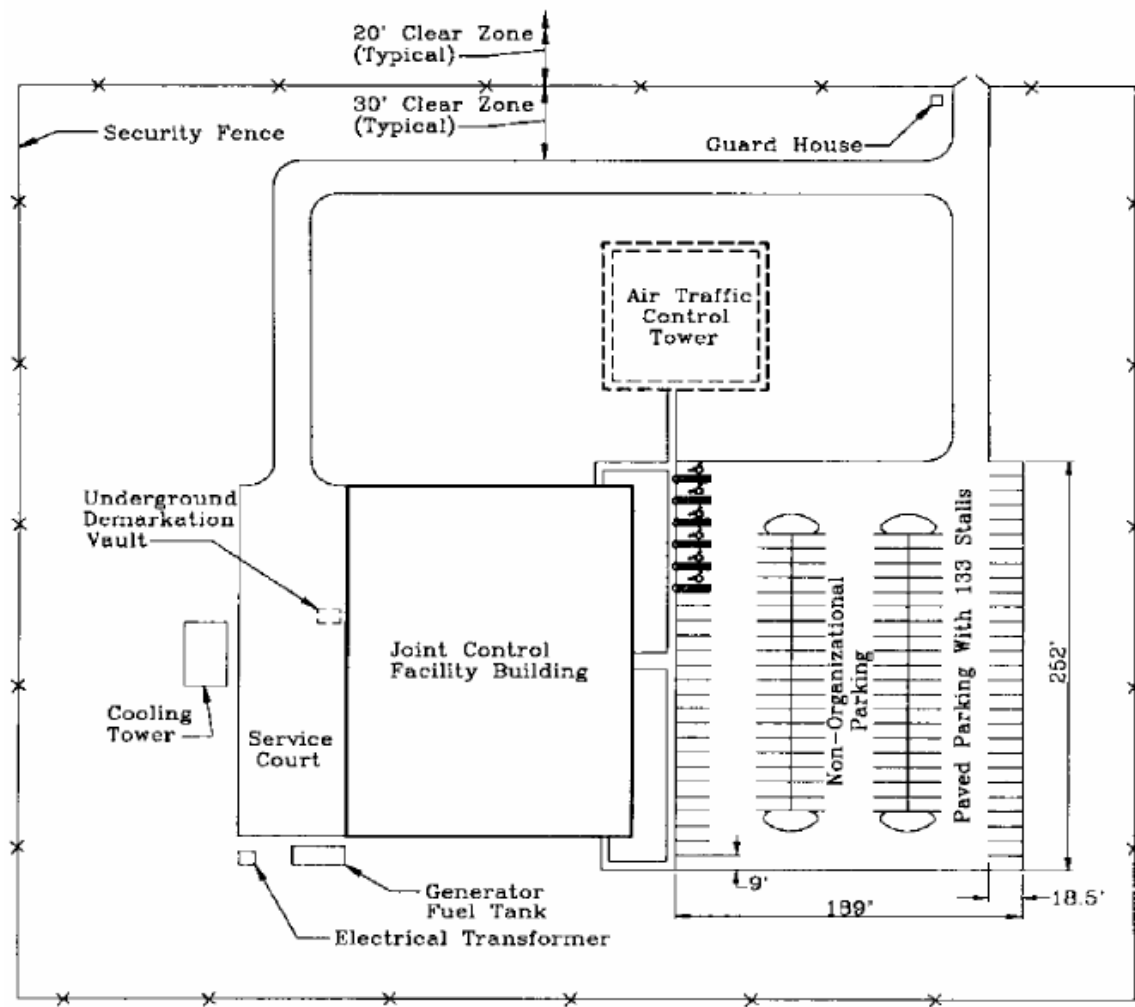 20' Clear Zone
(Typical)
30' Clear Zone
(Typical)
Security Fence
Guard House
Air Traffic
Control
Tower
Underground
Demarkation
Vault
Joint Control
Facility Building
Cooling
Tower
Service
Court
Non-Organizational
Parking
Paved Parking With 133 Stalls
252'
9'
189'
18.5'
Generator
Fuel Tank
Electrical Transformer